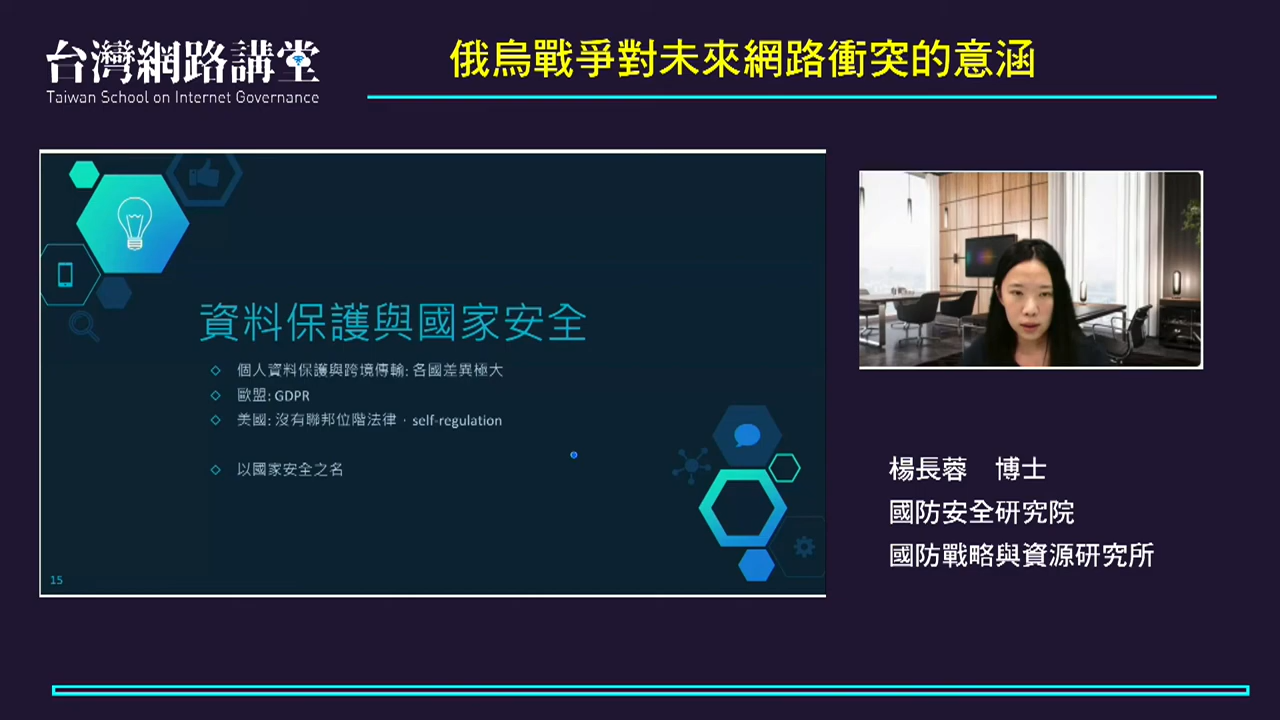 台灣網路講堂
Taiwan School on Internet Governance
俄烏戰爭對未來網路衝突的意涵
資料保護與國家安全
個人資料保護與跨境傳輸: 各國差異極大
歐盟: GDPR
美國: 沒有聯邦位階法律，self-regulation
以國家安全之名
15
楊長蓉 博士
國防安全研究院
國防戰略與資源研究所